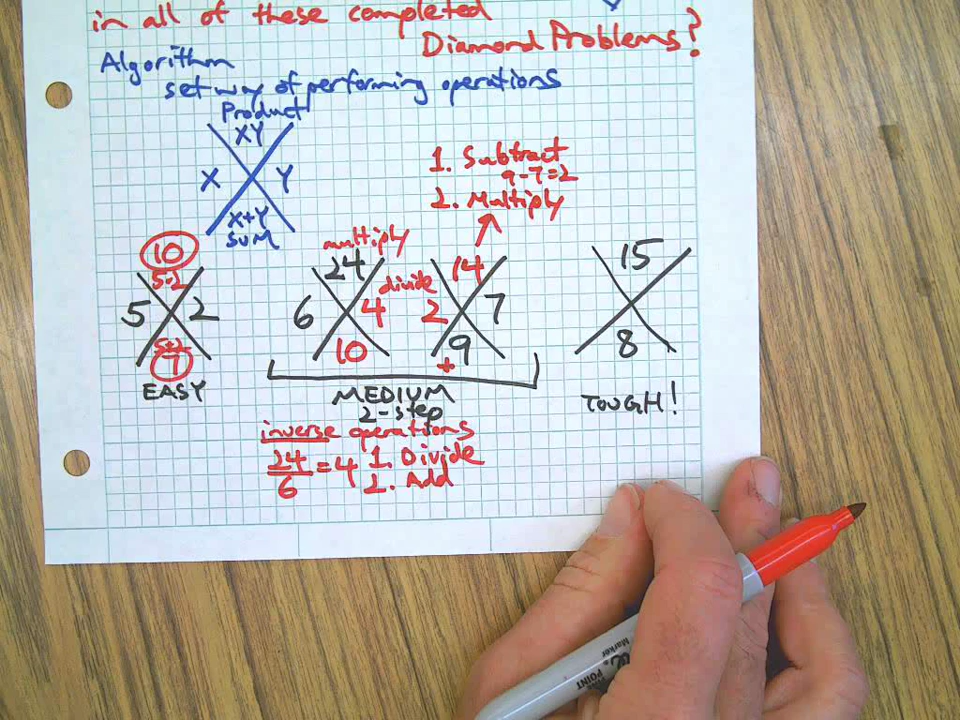 in all of these completed
Diamond Problems?
Algorithm
set way of performing operations
Product
XY
X Y
X+Y
SUM
1. Subtract
9-7=2
2. Multiply
10
5·2
5 2
5+2
7
EASY
multiply
24
divide
6 4
10
14
2 7
9
+
MEDIUM
2-step
inverse operations
24/6 = 4
1. Divide
2. Add
15
8
TOUGH!
Marker
POINT